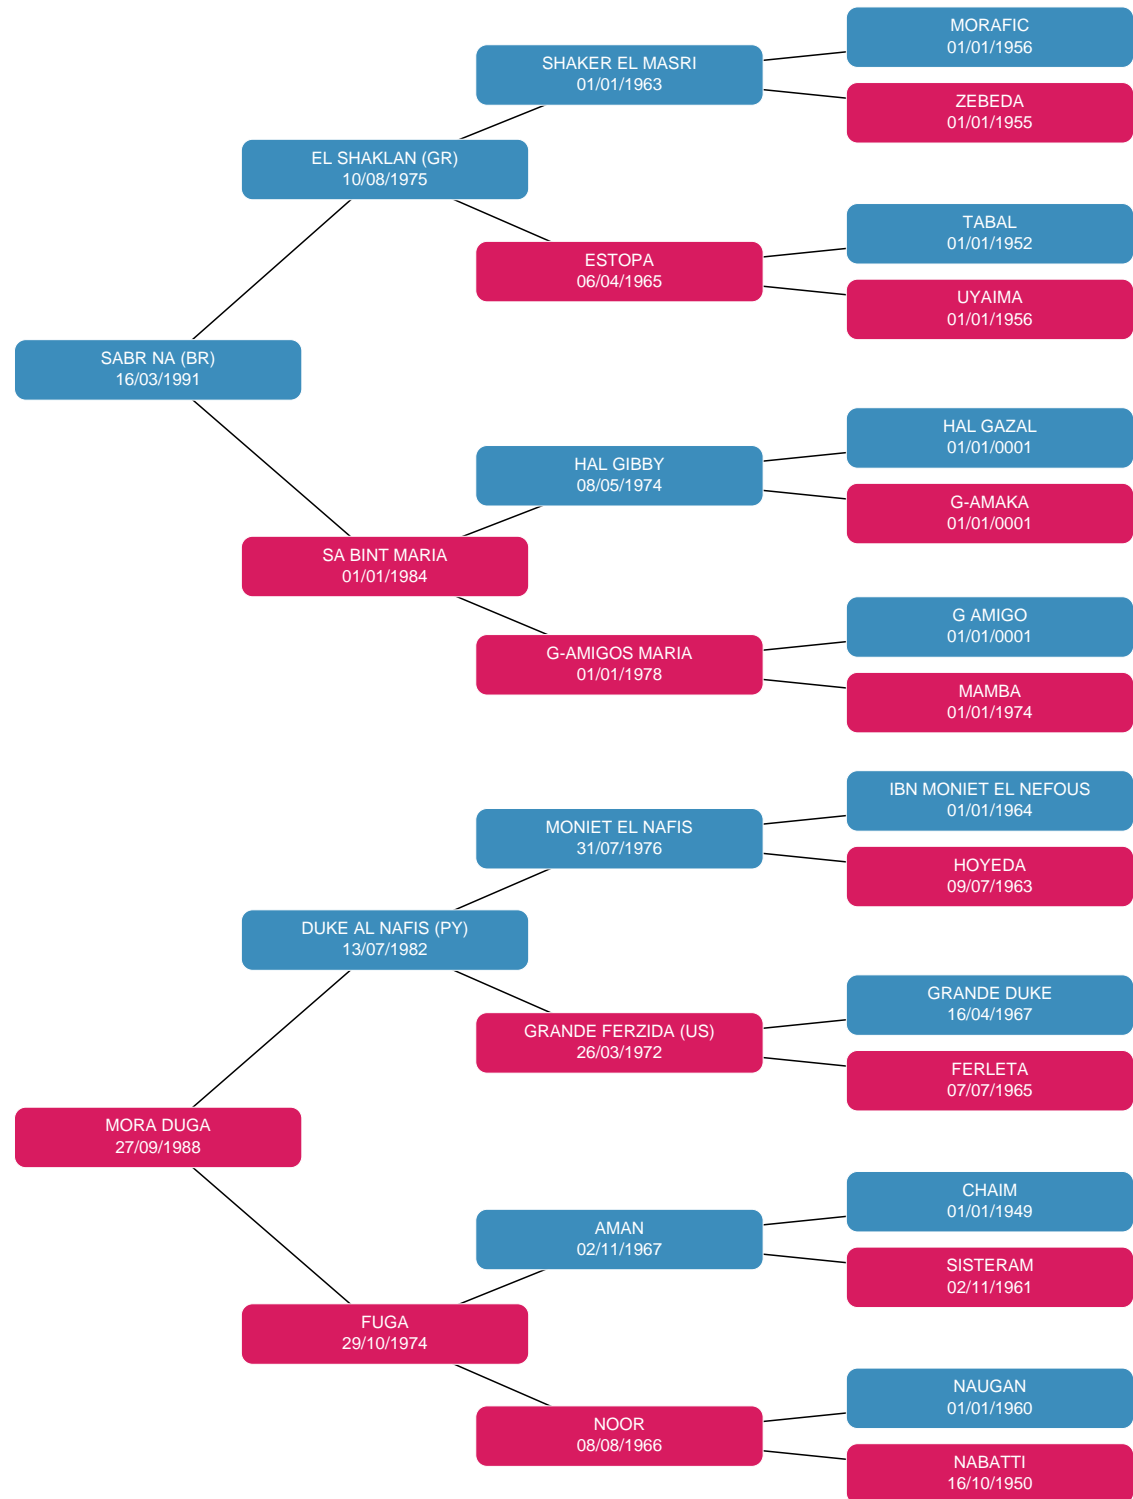 MORAFIC
01/01/1956
SHAKER EL MASRI
01/01/1963
ZEBEDA
01/01/1955
EL SHAKLAN (GR)
10/08/1975
TABAL
01/01/1952
ESTOPA
06/04/1965
UYAIMA
01/01/1956
SABR NA (BR)
16/03/1991
HAL GAZAL
01/01/0001
HAL GIBBY
08/05/1974
G-AMAKA
01/01/0001
SA BINT MARIA
01/01/1984
G AMIGO
01/01/0001
G-AMIGOS MARIA
01/01/1978
MAMBA
01/01/1974
IBN MONIET EL NEFOUS
01/01/1964
MONIET EL NAFIS
31/07/1976
HOYEDA
09/07/1963
DUKE AL NAFIS (PY)
13/07/1982
GRANDE DUKE
16/04/1967
GRANDE FERZIDA (US)
26/03/1972
FERLETA
07/07/1965
MORA DUGA
27/09/1988
CHAIM
01/01/1949
AMAN
02/11/1967
SISTERAM
02/11/1961
FUGA
29/10/1974
NAUGAN
01/01/1960
NOOR
08/08/1966
NABATTI
16/10/1950